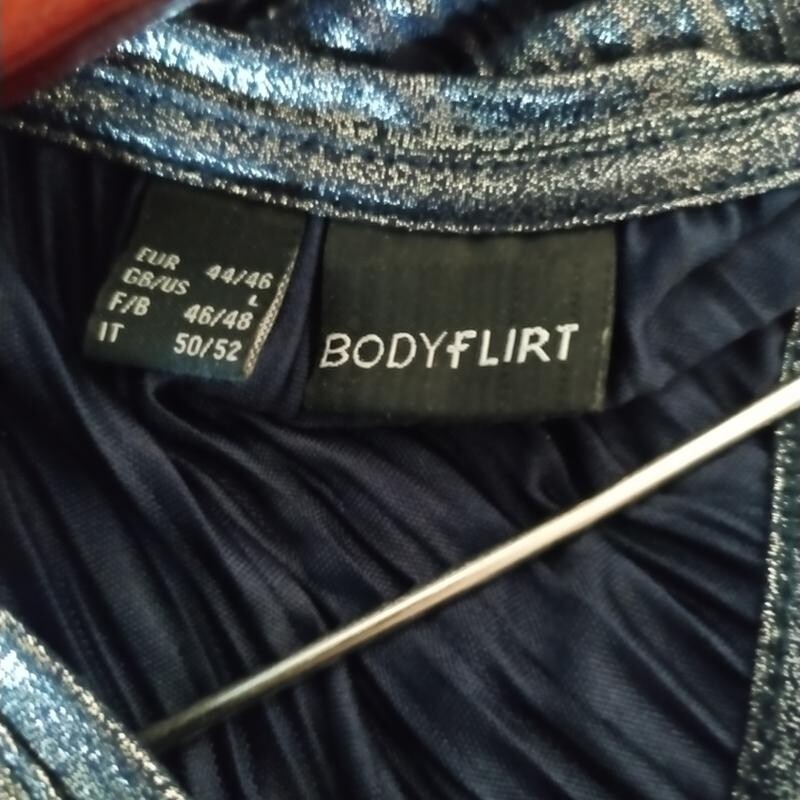 EUR 44/46
GB/US L
F/B 46/48
IT 50/52
BODYFLIRT